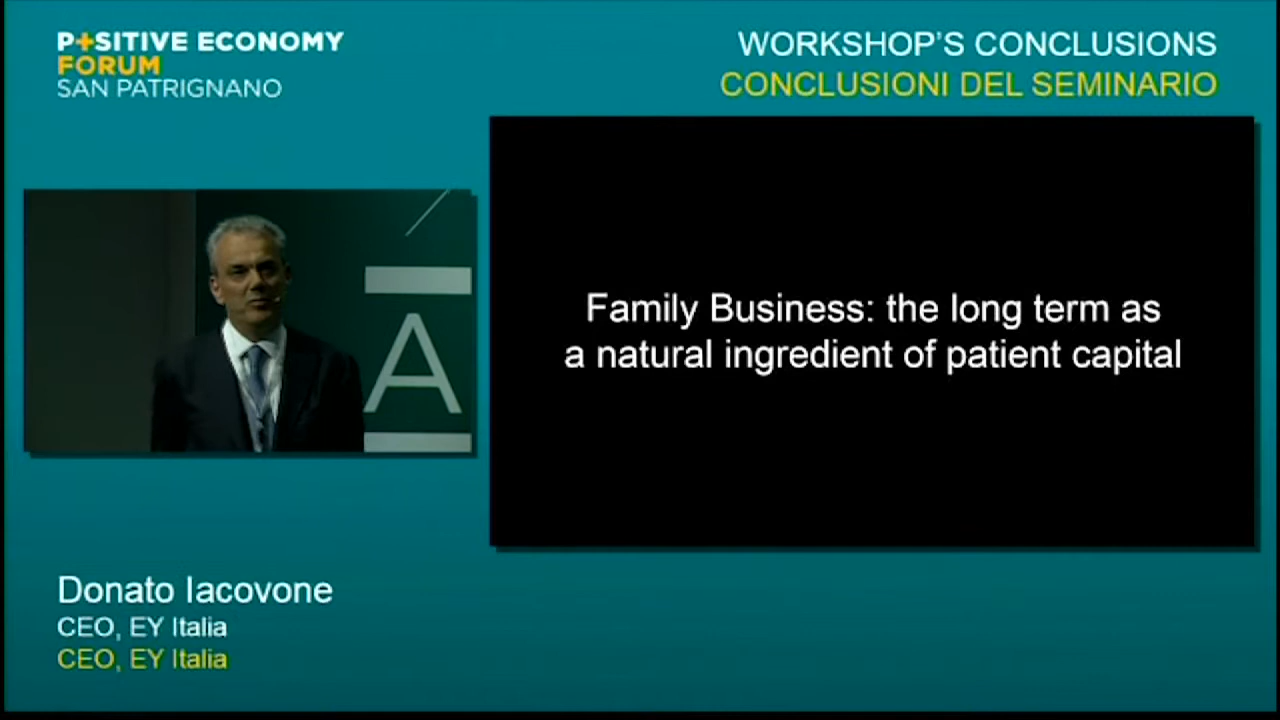 P+SITIVE ECONOMY
FORUM
SAN PATRIGNANO
WORKSHOP'S CONCLUSIONS
CONCLUSIONI DEL SEMINARIO
A
Family Business: the long term as
a natural ingredient of patient capital
Donato Iacovone
CEO, EY Italia
CEO, EY Italia